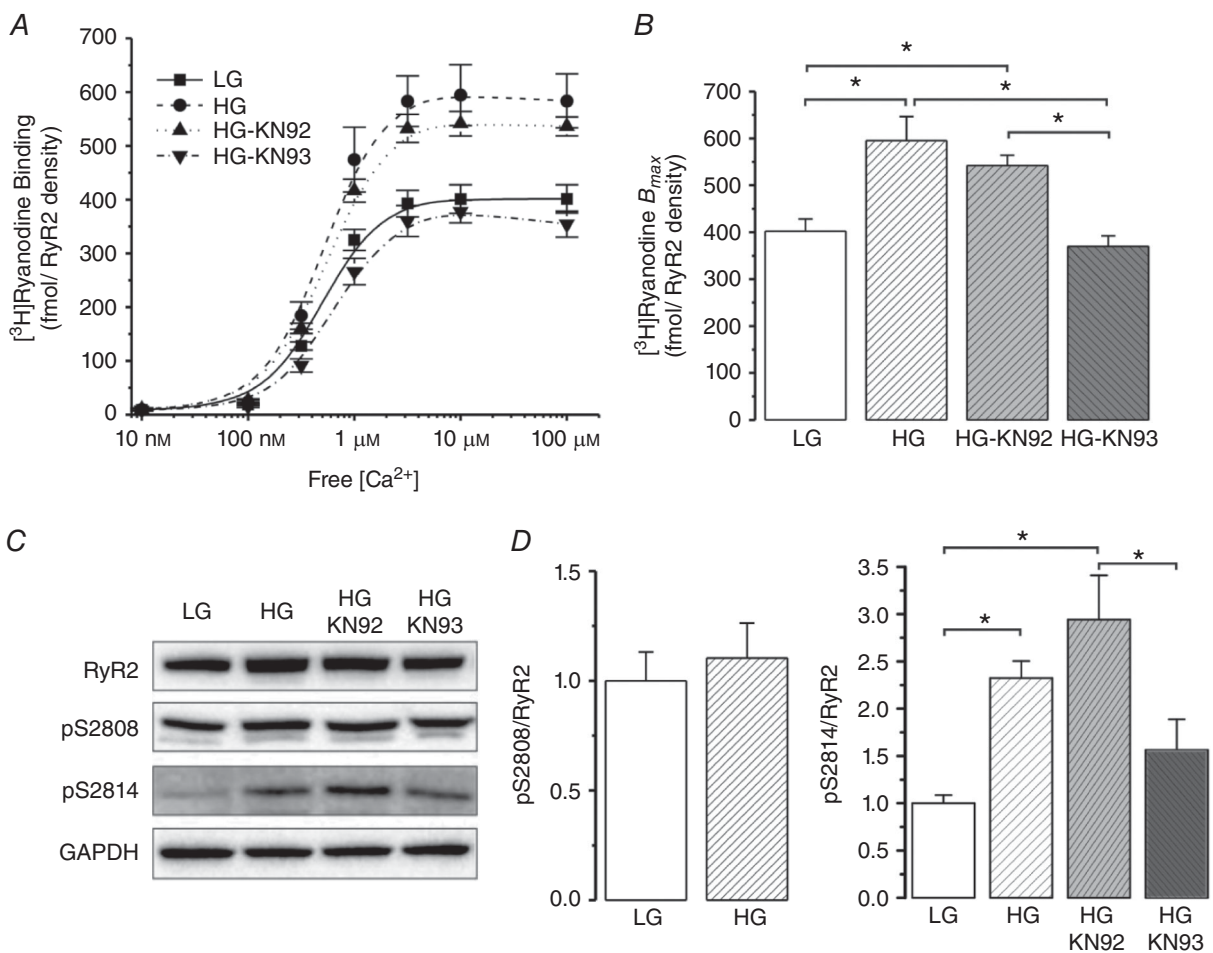 A
[³H]Ryanodine Binding
(fmol/ RyR2 density)
700
600
500
400
300
200
100
0
LG
HG
HG-KN92
HG-KN93
10 nM
100 nM
1 μM
10 μM
100 μM
Free [Ca²⁺]
B
[³H]Ryanodine Bmax
(fmol/ RyR2 density)
700
600
500
400
300
200
100
0
*
*
*
*
LG
HG
HG-KN92
HG-KN93
C
LG
HG
HG
KN92
HG
KN93
RyR2
pS2808
pS2814
GAPDH
D
pS2808/RyR2
1.5
1.0
0.5
0.0
LG
HG
pS2814/RyR2
3.5
3.0
2.5
2.0
1.5
1.0
0.5
0.0
*
*
*
LG
HG
HG
KN92
HG
KN93